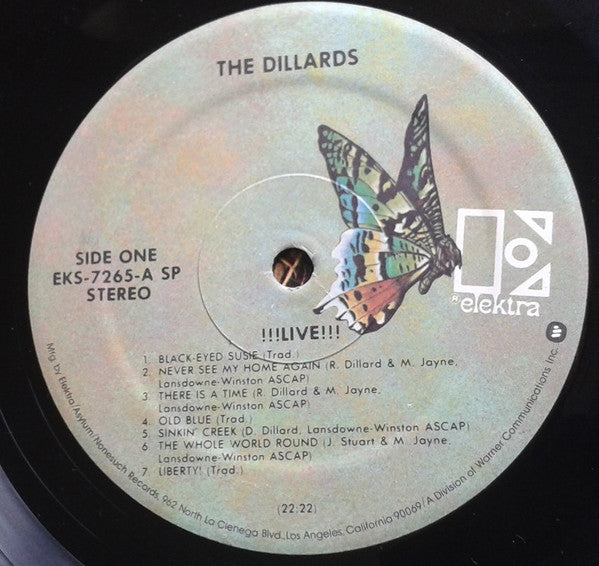 THE DILLARDS
SIDE ONE
EKS-7265-A SP
STEREO
® elektra
!!!LIVE!!!
1. BLACK-EYED SUSIE (Trad.)
2. NEVER SEE MY HOME AGAIN (R. Dillard & M. Jayne,
Lansdowne-Winston ASCAP)
3 THERE IS A TIME (R. Dillard & M. Jayne,
Lansdowne-Winston ASCAP)
4. OLD BLUE (Trad.)
5 SINKIN' CREEK (D. Dillard, Lansdowne-Winston ASCAP)
6 THE WHOLE WORLD ROUND (J. Stuart & M. Jayne,
Lansdowne-Winston ASCAP)
7 LIBERTY! (Trad.)
(22:22)
Mfg. by Elektra/Asylum/Nonesuch Records, 962 North La Cienega Blvd., Los Angeles, California 90069/A Division of Warner Communications Inc.